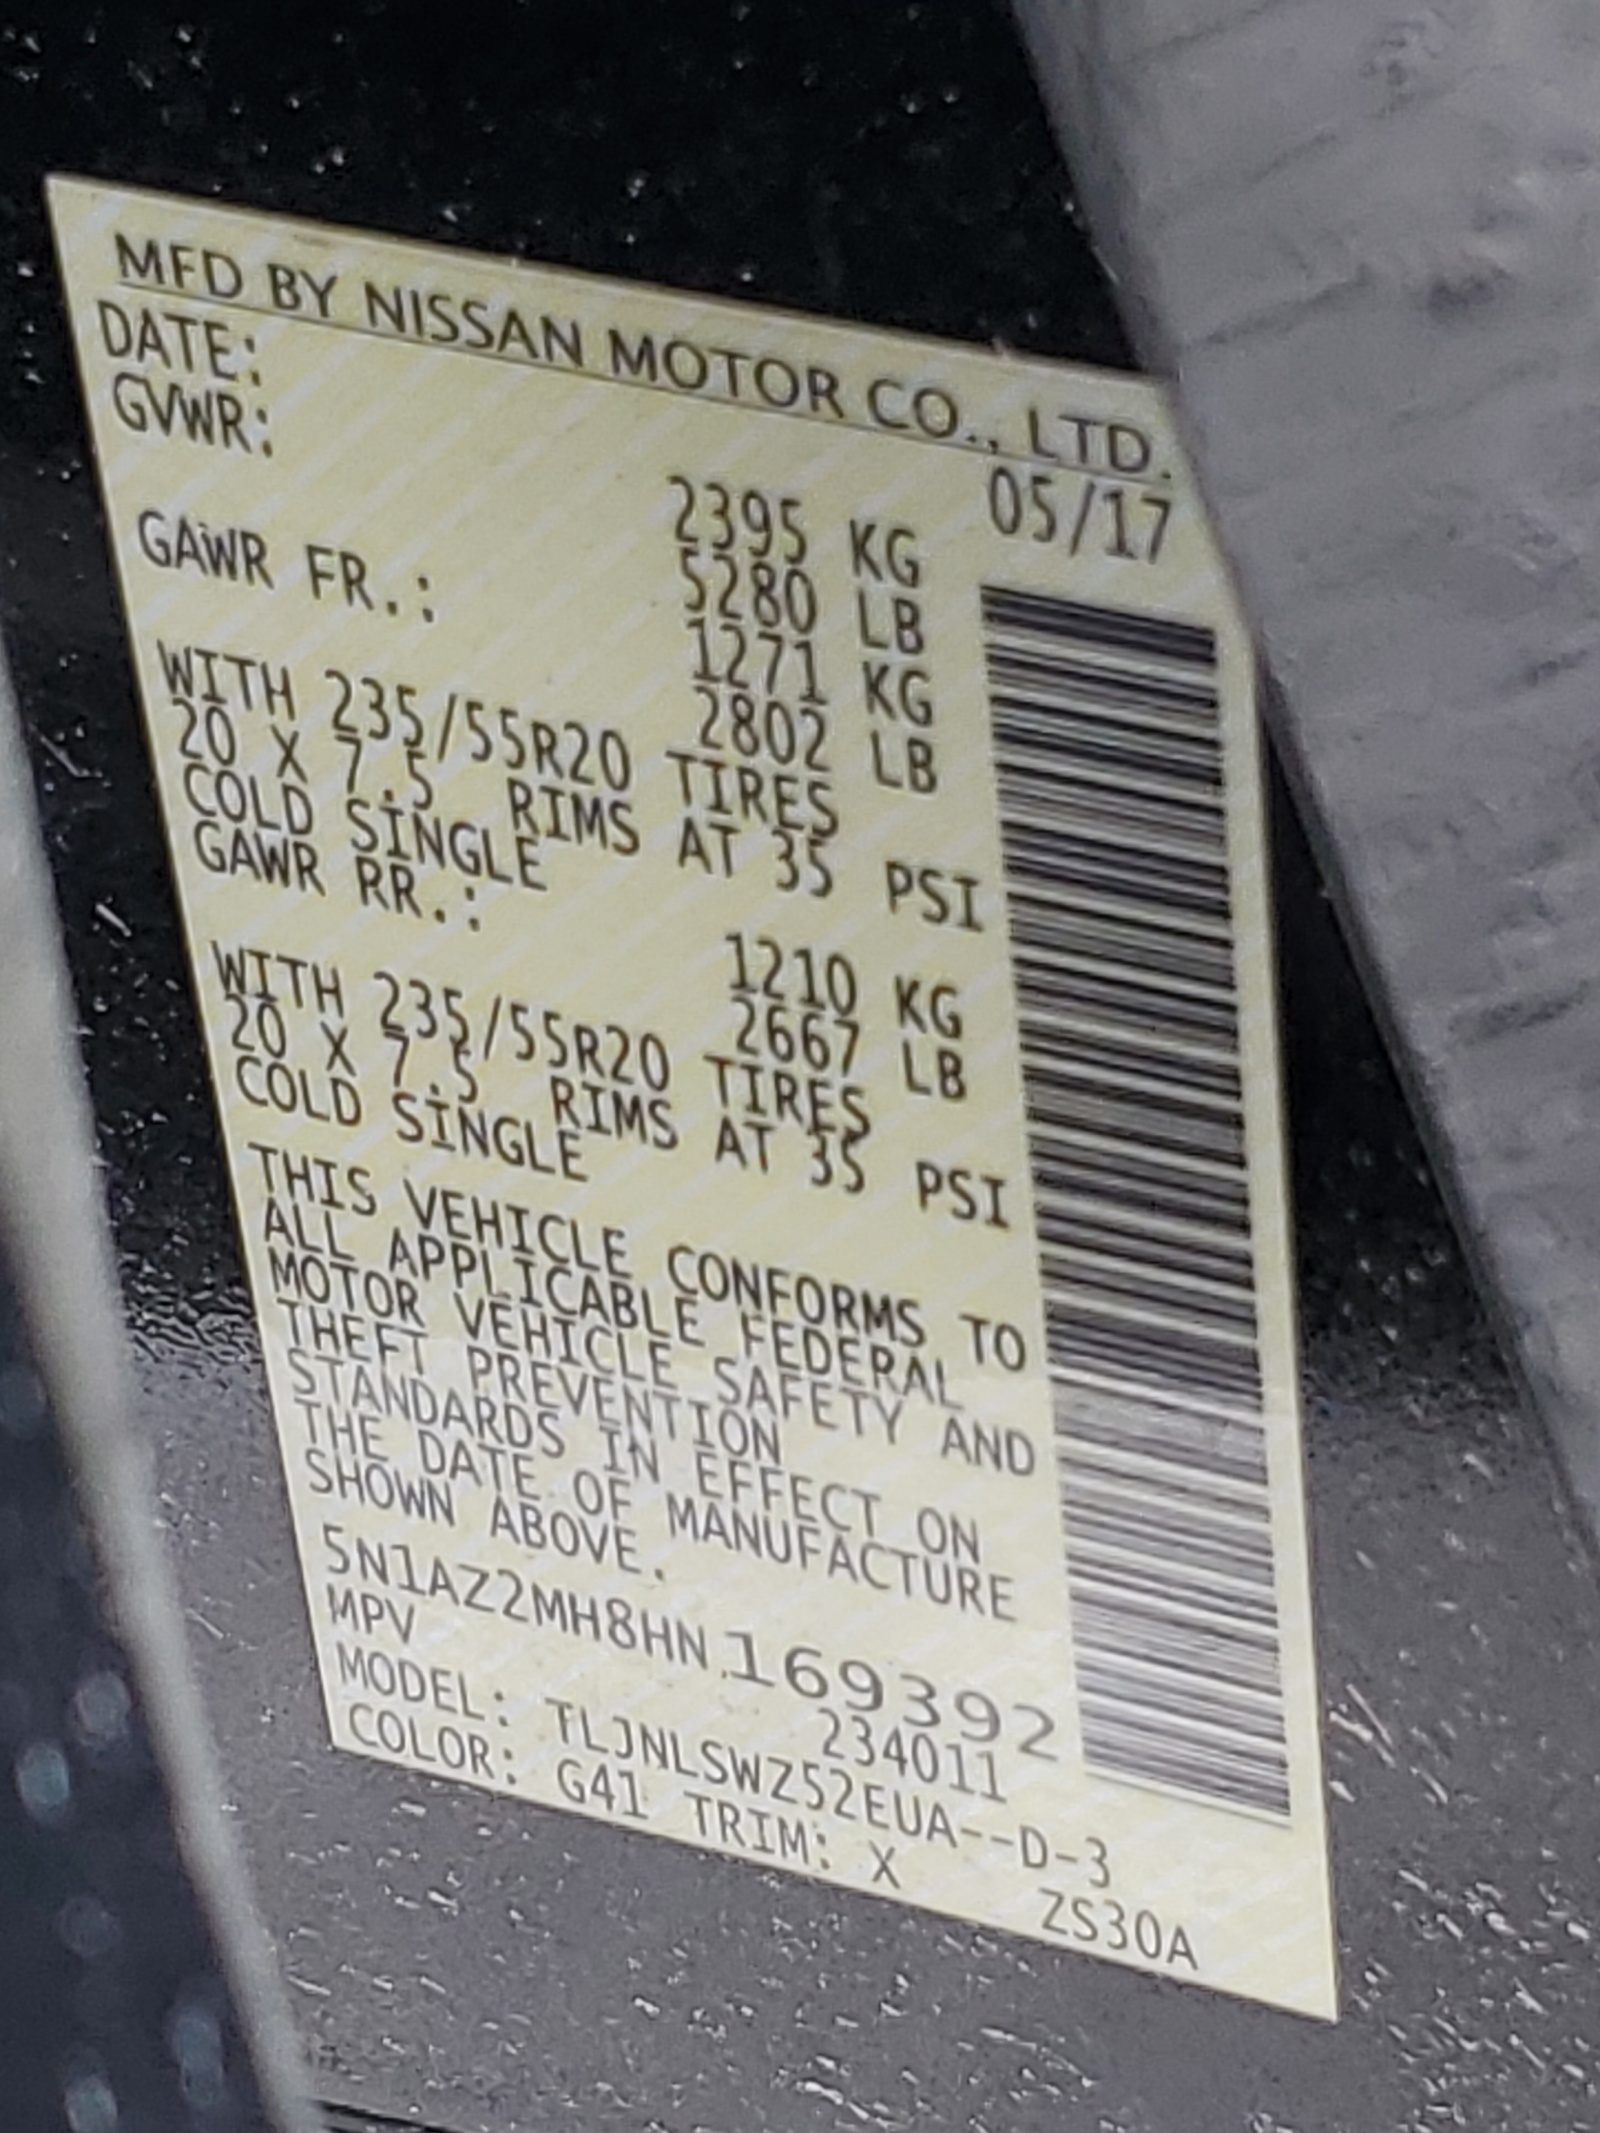 MFD BY NISSAN MOTOR CO., LTD.
DATE: 05/17
GVWR: 2395 KG
5280 LB
GAWR FR.: 1271 KG
2802 LB
WITH 235/55R20 TIRES
20 X 7.5 RIMS AT 35 PSI
COLD SINGLE
GAWR RR.: 1210 KG
2667 LB
WITH 235/55R20 TIRES
20 X 7.5 RIMS AT 35 PSI
COLD SINGLE
THIS VEHICLE CONFORMS TO
ALL APPLICABLE FEDERAL
MOTOR VEHICLE SAFETY AND
THEFT PREVENTION
STANDARDS IN EFFECT ON
THE DATE OF MANUFACTURE
SHOWN ABOVE.
5N1AZ2MH8HN169392
MPV 234011
MODEL: TLJNLSWZ52EUA--D-3
COLOR: G41 TRIM: X ZS30A